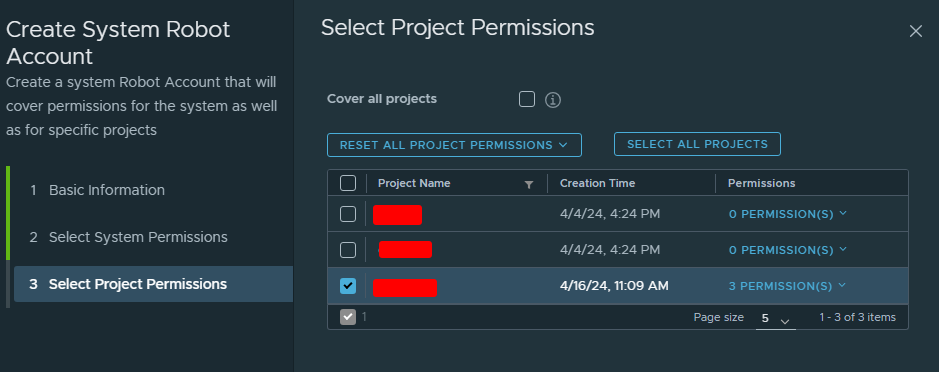 Create System Robot
Account
Create a system Robot Account that will
cover permissions for the system as well
as for specific projects
1 Basic Information
2 Select System Permissions
3 Select Project Permissions
Select Project Permissions
Cover all projects
RESET ALL PROJECT PERMISSIONS
SELECT ALL PROJECTS
Project Name Creation Time Permissions
4/4/24, 4:24 PM 0 PERMISSION(S)
4/4/24, 4:24 PM 0 PERMISSION(S)
4/16/24, 11:09 AM 3 PERMISSION(S)
1 Page size 5 1 - 3 of 3 items